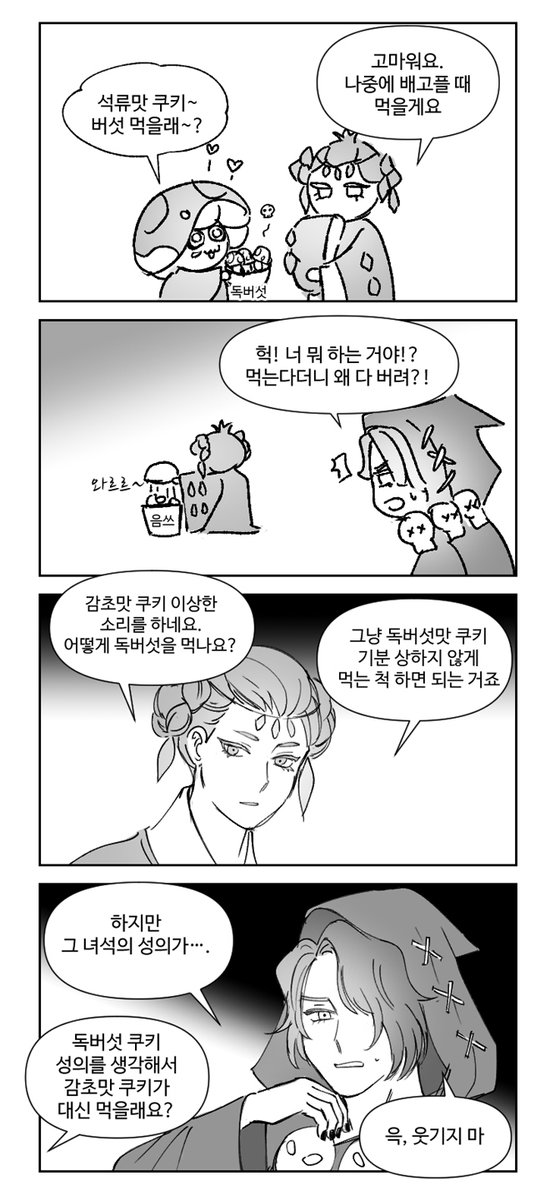 석류맛 쿠키~
버섯 먹을래~?
고마워요.
나중에 배고플 때
먹을게요
독버섯
헉! 너 뭐 하는 거야!?
먹는다더니 왜 다 버려?!
와르르~
음쓰
감초맛 쿠키 이상한
소리를 하네요.
어떻게 독버섯을 먹나요?
그냥 독버섯맛 쿠키
기분 상하지 않게
먹는 척 하면 되는 거죠
하지만
그 녀석의 성의가….
독버섯 쿠키
성의를 생각해서
감초맛 쿠키가
대신 먹을래요?
윽, 웃기지 마